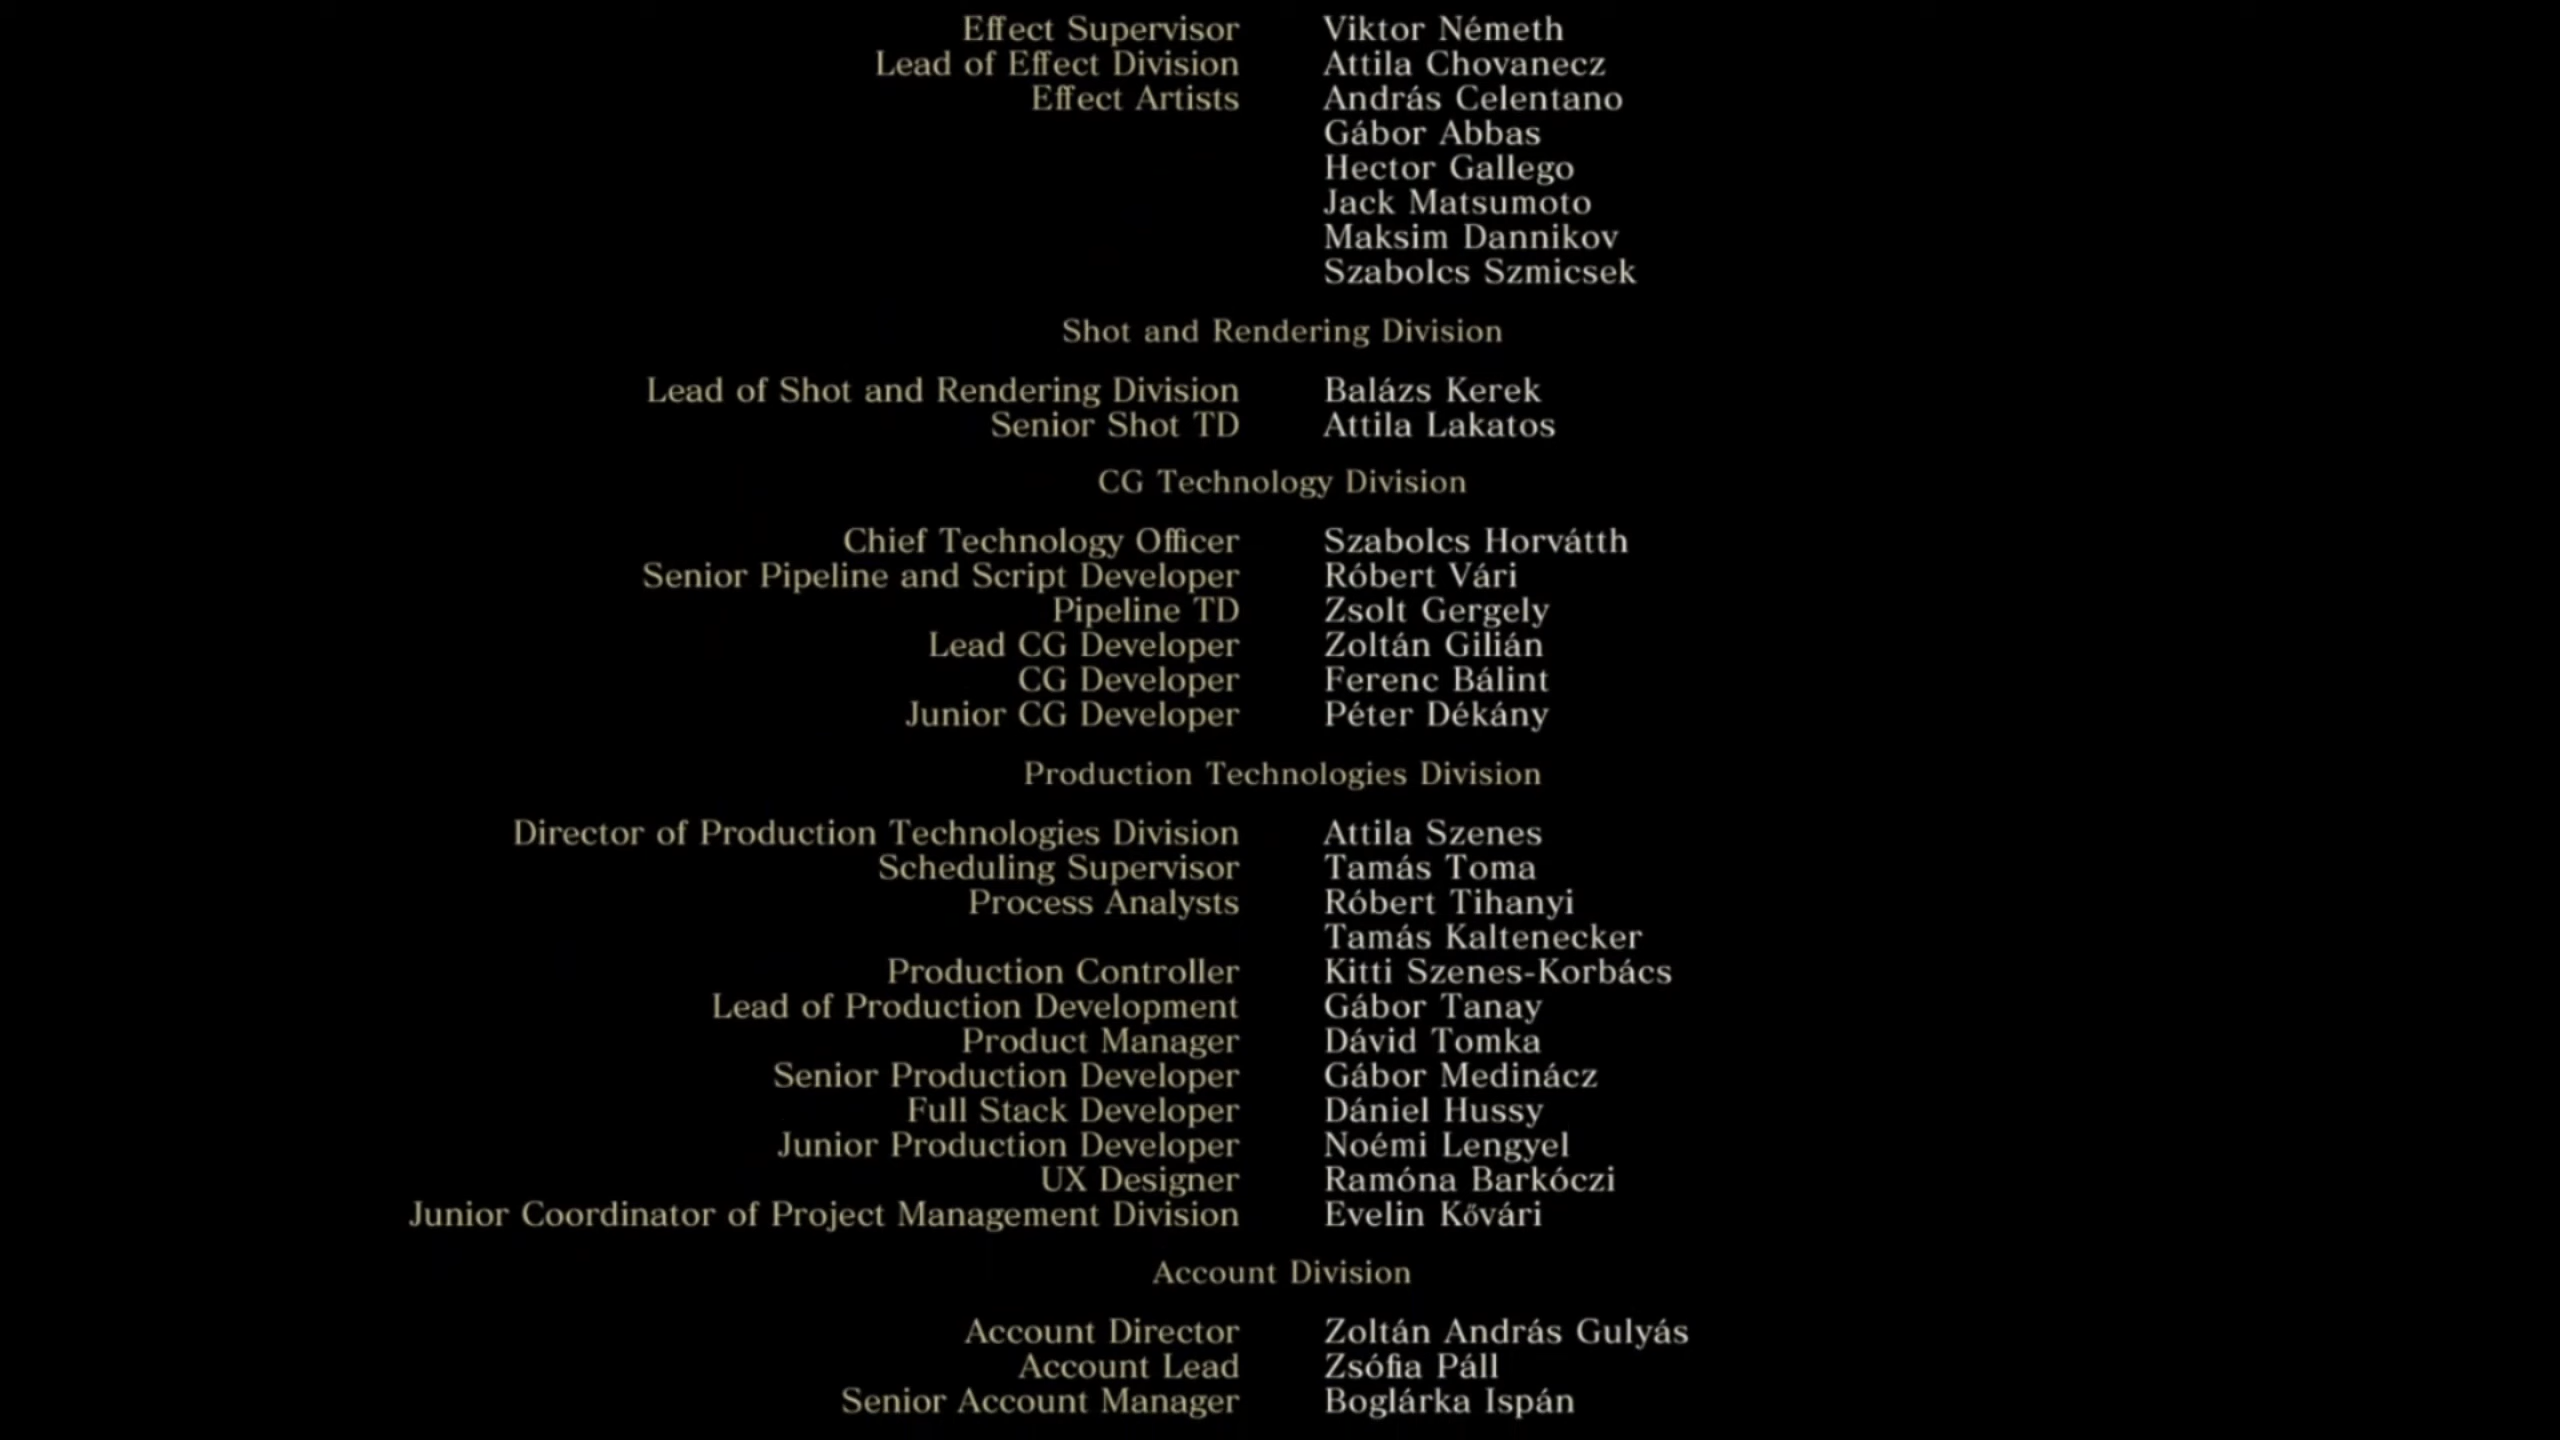 Effect Supervisor Viktor Németh
Lead of Effect Division Attila Chovanecz
Effect Artists András Celentano
Gábor Abbas
Hector Gallego
Jack Matsumoto
Maksim Dannikov
Szabolcs Szmicsek
Shot and Rendering Division
Lead of Shot and Rendering Division Balázs Kerek
Senior Shot TD Attila Lakatos
CG Technology Division
Chief Technology Officer Szabolcs Horvátth
Senior Pipeline and Script Developer Róbert Vári
Pipeline TD Zsolt Gergely
Lead CG Developer Zoltán Gilián
CG Developer Ferenc Bálint
Junior CG Developer Péter Dékány
Production Technologies Division
Director of Production Technologies Division Attila Szenes
Scheduling Supervisor Tamás Toma
Process Analysts Róbert Tihanyi
Tamás Kaltenecker
Production Controller Kitti Szenes-Korbács
Lead of Production Development Gábor Tanay
Product Manager Dávid Tomka
Senior Production Developer Gábor Medinácz
Full Stack Developer Dániel Hussy
Junior Production Developer Noémi Lengyel
UX Designer Ramóna Barkóczi
Junior Coordinator of Project Management Division Evelin Kővári
Account Division
Account Director Zoltán András Gulyás
Account Lead Zsófia Páll
Senior Account Manager Boglárka Ispán